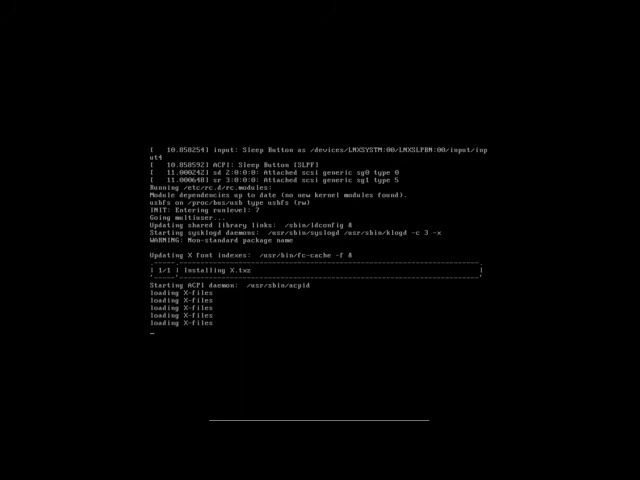 [   10.858254] input: Sleep Button as /devices/LNXSYSTM:00/LNXSLPBN:00/input/inp
ut4
[   10.858592] ACPI: Sleep Button [SLPF]
[   11.000242] sd 2:0:0:0: Attached scsi generic sg0 type 0
[   11.000648] sr 3:0:0:0: Attached scsi generic sg1 type 5
Running /etc/rc.d/rc.modules:
Module dependencies up to date (no new kernel modules found).
usbfs on /proc/bus/usb type usbfs (rw)
INIT: Entering runlevel: 7
Going multiuser...
Updating shared library links:  /sbin/ldconfig &
Starting sysklogd daemons:  /usr/sbin/syslogd /usr/sbin/klogd -c 3 -x
WARNING: Non-standard package name
Updating X font indexes:  /usr/bin/fc-cache -f &
| 1/1 | Installing X.txz |
Starting ACPI daemon:  /usr/sbin/acpid
loading X-files
loading X-files
loading X-files
loading X-files
loading X-files